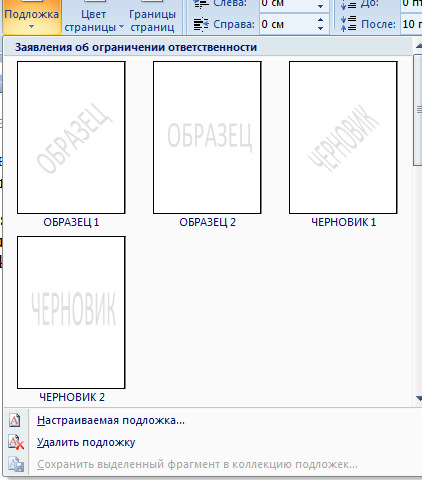 Подложка Цвет страницы Границы страниц
Слева: 0 см До: 0 пт
Справа: 0 см После: 10 п
Заявления об ограничении ответственности
ОБРАЗЕЦ ОБРАЗЕЦ ЧЕРНОВИК
ОБРАЗЕЦ 1 ОБРАЗЕЦ 2 ЧЕРНОВИК 1
ЧЕРНОВИК
ЧЕРНОВИК 2
Настраиваемая подложка...
Удалить подложку
Сохранить выделенный фрагмент в коллекцию подложек...